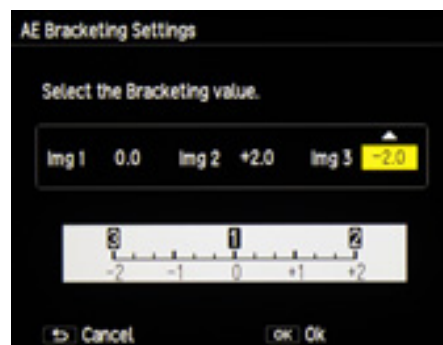 AE Bracketing Settings
Select the Bracketing value.
Img 1 0.0 Img 2 +2.0 Img 3 -2.0
3 1 2
-2 -1 0 +1 +2
Cancel OK Ok